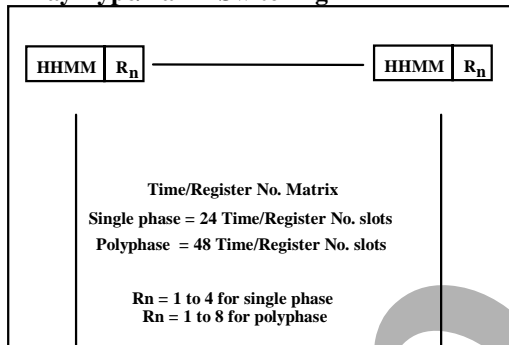 HHMM Rn HHMM Rn
Time/Register No. Matrix
Single phase = 24 Time/Register No. slots
Polyphase = 48 Time/Register No. slots
Rn = 1 to 4 for single phase
Rn = 1 to 8 for polyphase